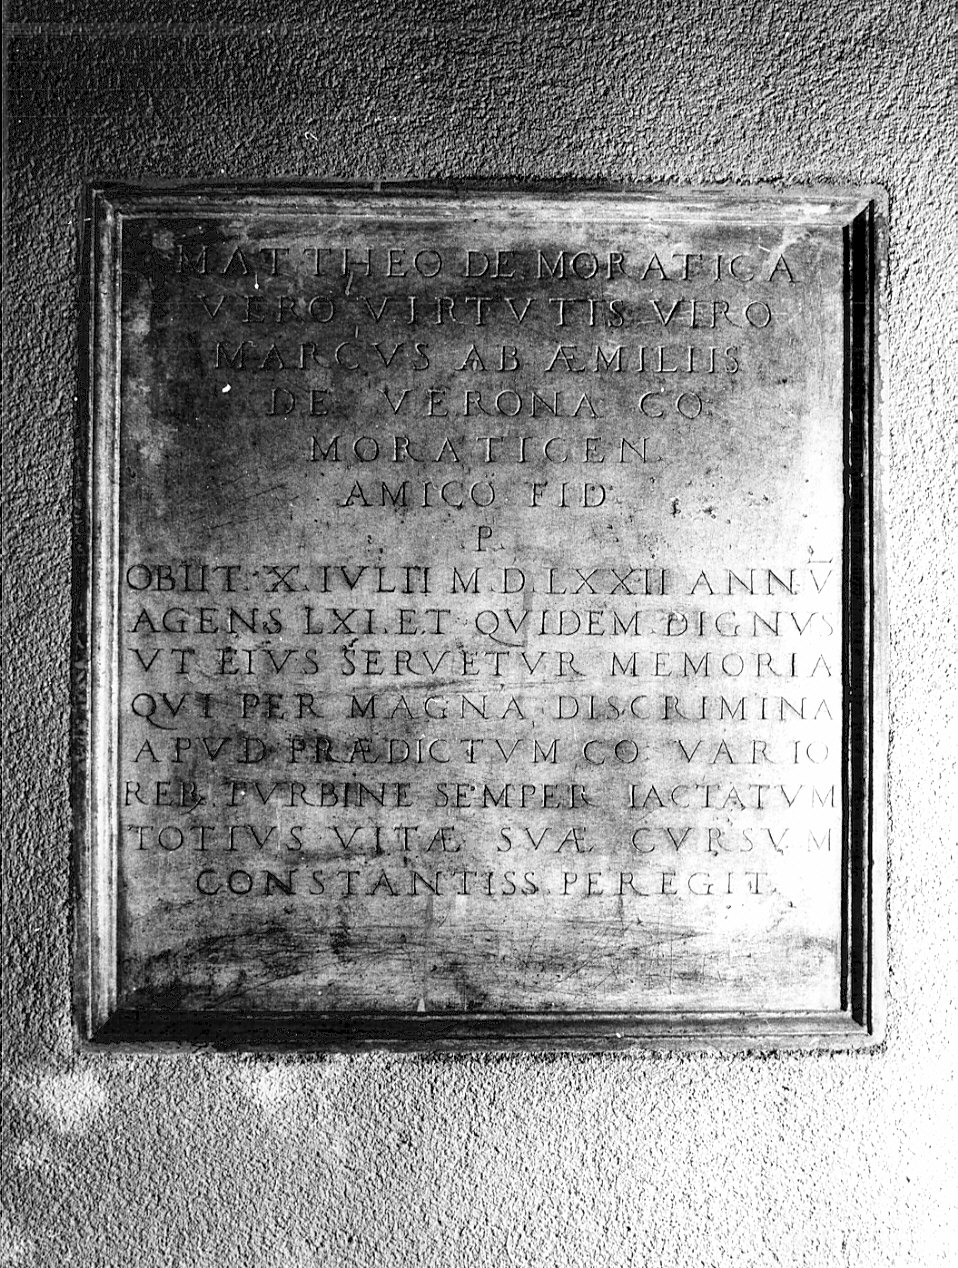 MATTHEO DE MORATICA
VERO VIRTVTIS VIRO
MARCVS AB ÆMILIIS
DE VERONA CO.
MORATICEN
AMICO FID
P.
OBIIT·X IVLII M D LXXII ANNV̅
AGENS LXI.ET QVIDEM DIGNVS
VT EIVS SERVETVR MEMORIA
QVI PER MAGNA DISCRIMINA
APVD PRÆDICTVM CO. VARIO
RER. TVRBINE SEMPER IACTATVM
TOTIVS VITÆ SVÆ CVRSVM
CONSTANTISS. PEREGIT.